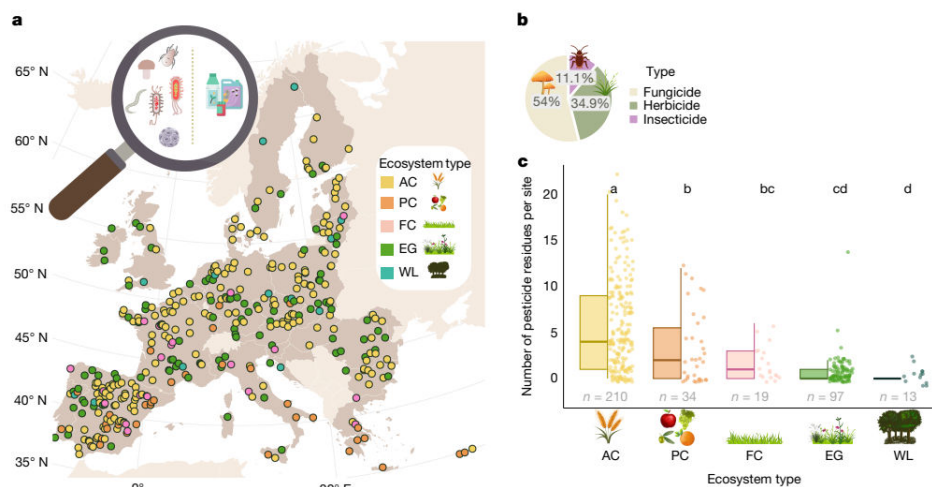 a
65° N
60° N
55° N
50° N
45° N
40° N
35° N
Ecosystem type
AC
PC
FC
EG
WL
b
11.1%
54%
34.9%
Type
Fungicide
Herbicide
Insecticide
c
Number of pesticide residues per site
20
15
10
5
0
a
b
bc
cd
d
n = 210
n = 34
n = 19
n = 97
n = 13
AC
PC
FC
EG
WL
Ecosystem type